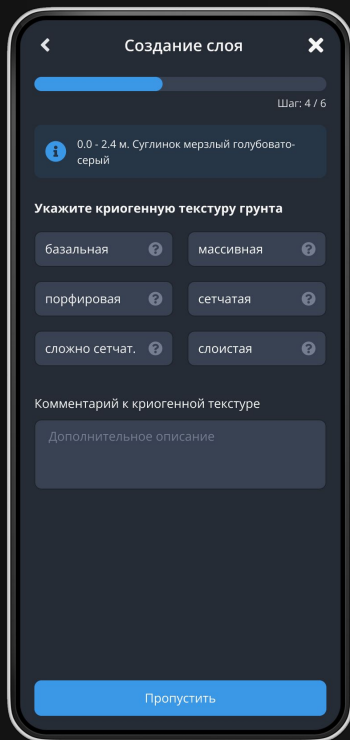 Создание слоя
Шаг: 4 / 6
0.0 - 2.4 м. Суглинок мерзлый голубовато-
серый
Укажите криогенную текстуру грунта
базальная ?
массивная ?
порфировая ?
сетчатая ?
сложно сетчат. ?
слоистая ?
Комментарий к криогенной текстуре
Дополнительное описание
Пропустить